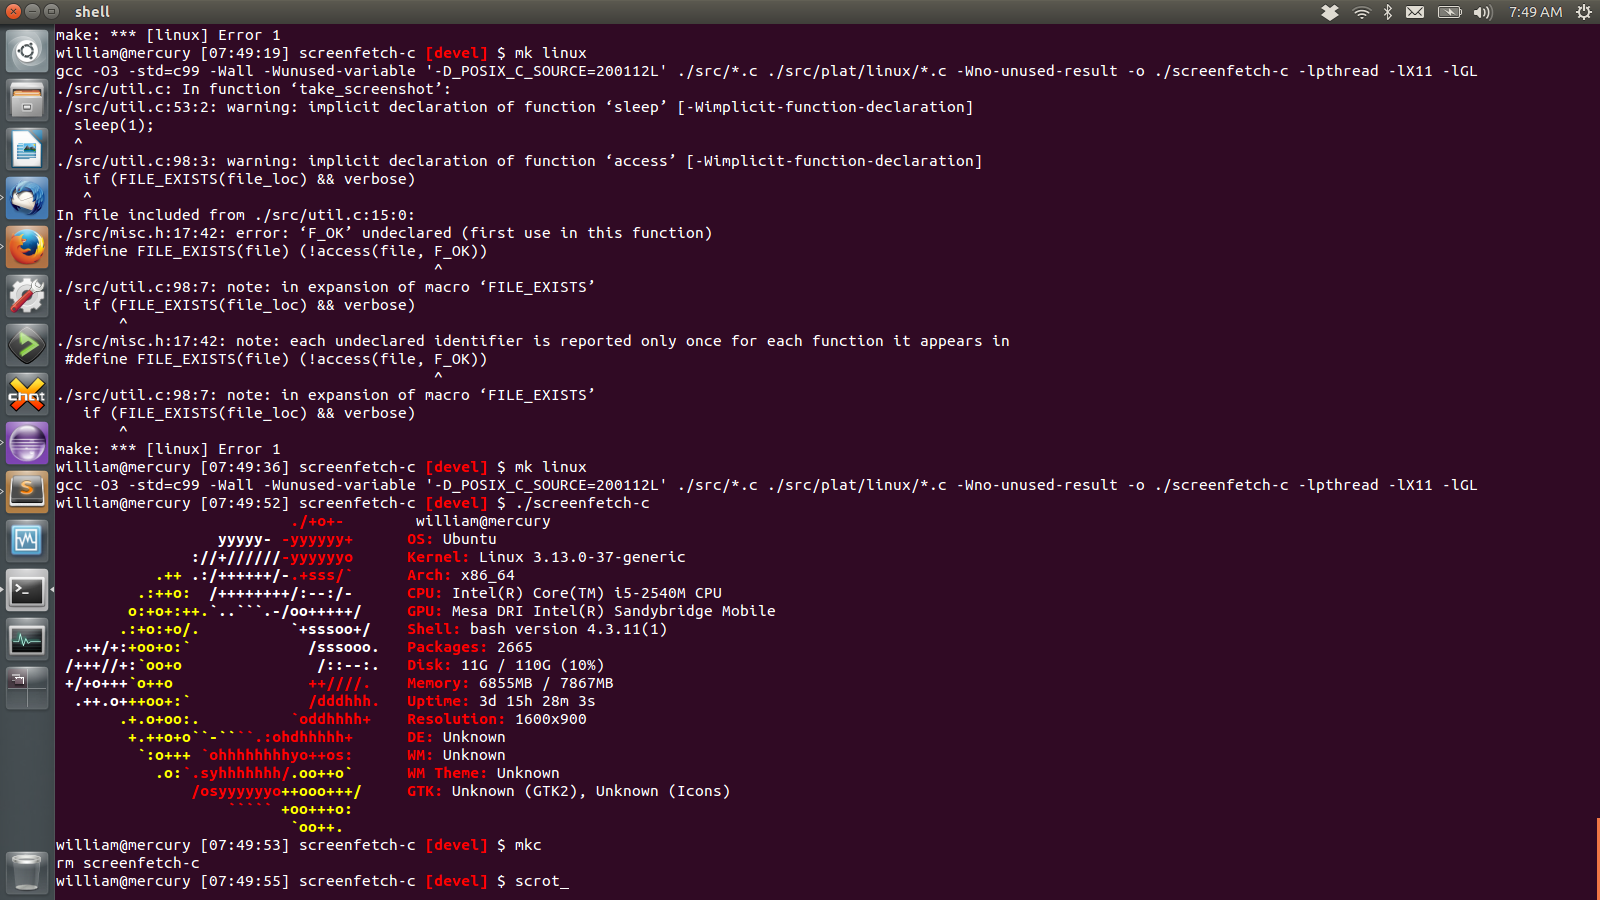 shell
7:49 AM
make: *** [linux] Error 1
william@mercury [07:49:19] screenfetch-c [devel] $ mk linux
gcc -O3 -std=c99 -Wall -Wunused-variable '-D_POSIX_C_SOURCE=200112L' ./src/*.c ./src/plat/linux/*.c -Wno-unused-result -o ./screenfetch-c -lpthread -lX11 -lGL
./src/util.c: In function ‘take_screenshot’:
./src/util.c:53:2: warning: implicit declaration of function ‘sleep’ [-Wimplicit-function-declaration]
  sleep(1);
  ^
./src/util.c:98:3: warning: implicit declaration of function ‘access’ [-Wimplicit-function-declaration]
   if (FILE_EXISTS(file_loc) && verbose)
   ^
In file included from ./src/util.c:15:0:
./src/misc.h:17:42: error: ‘F_OK’ undeclared (first use in this function)
 #define FILE_EXISTS(file) (!access(file, F_OK))
                                          ^
./src/util.c:98:7: note: in expansion of macro ‘FILE_EXISTS’
   if (FILE_EXISTS(file_loc) && verbose)
       ^
./src/misc.h:17:42: note: each undeclared identifier is reported only once for each function it appears in
 #define FILE_EXISTS(file) (!access(file, F_OK))
                                          ^
./src/util.c:98:7: note: in expansion of macro ‘FILE_EXISTS’
   if (FILE_EXISTS(file_loc) && verbose)
       ^
make: *** [linux] Error 1
william@mercury [07:49:36] screenfetch-c [devel] $ mk linux
gcc -O3 -std=c99 -Wall -Wunused-variable '-D_POSIX_C_SOURCE=200112L' ./src/*.c ./src/plat/linux/*.c -Wno-unused-result -o ./screenfetch-c -lpthread -lX11 -lGL
william@mercury [07:49:52] screenfetch-c [devel] $ ./screenfetch-c
                          ./+o+-        william@mercury
                  yyyyy- -yyyyyy+      OS: Ubuntu
               ://+//////-yyyyyyo      Kernel: Linux 3.13.0-37-generic
           .++ .:/++++++/-.+sss/`      Arch: x86_64
         .:++o:  /++++++++/:--:/-      CPU: Intel(R) Core(TM) i5-2540M CPU
        o:+o+:++.`..```.-/oo+++++/     GPU: Mesa DRI Intel(R) Sandybridge Mobile
       .:+o:+o/.          `+sssoo+/    Shell: bash version 4.3.11(1)
  .++/+:+oo+o:`             /sssooo.   Packages: 2665
 /+++//+:`oo+o               /::--:.   Disk: 11G / 110G (10%)
 +/+o+++`o++o               ++////.    Memory: 6855MB / 7867MB
  .++.o+++oo+:`             /dddhhh.   Uptime: 3d 15h 28m 3s
       .+.o+oo:.          `oddhhhh+    Resolution: 1600x900
        +.++o+o``-````.:ohdhhhhh+      DE: Unknown
         `:o+++ `ohhhhhhhhyo++os:      WM: Unknown
           .o:`.syhhhhhhh/.oo++o`      WM Theme: Unknown
               /osyyyyyyo++ooo+++/     GTK: Unknown (GTK2), Unknown (Icons)
                   ````` +oo+++o:
                          `oo++.
william@mercury [07:49:53] screenfetch-c [devel] $ mkc
rm screenfetch-c
william@mercury [07:49:55] screenfetch-c [devel] $ scrot_
chat
S